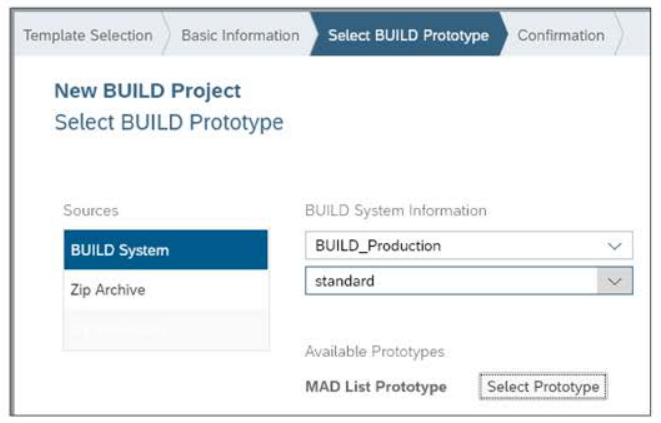 Template Selection Basic Information Select BUILD Prototype Confirmation
New BUILD Project
Select BUILD Prototype
Sources
BUILD System Information
BUILD System
BUILD_Production
Zip Archive
standard
Available Prototypes
MAD List Prototype Select Prototype